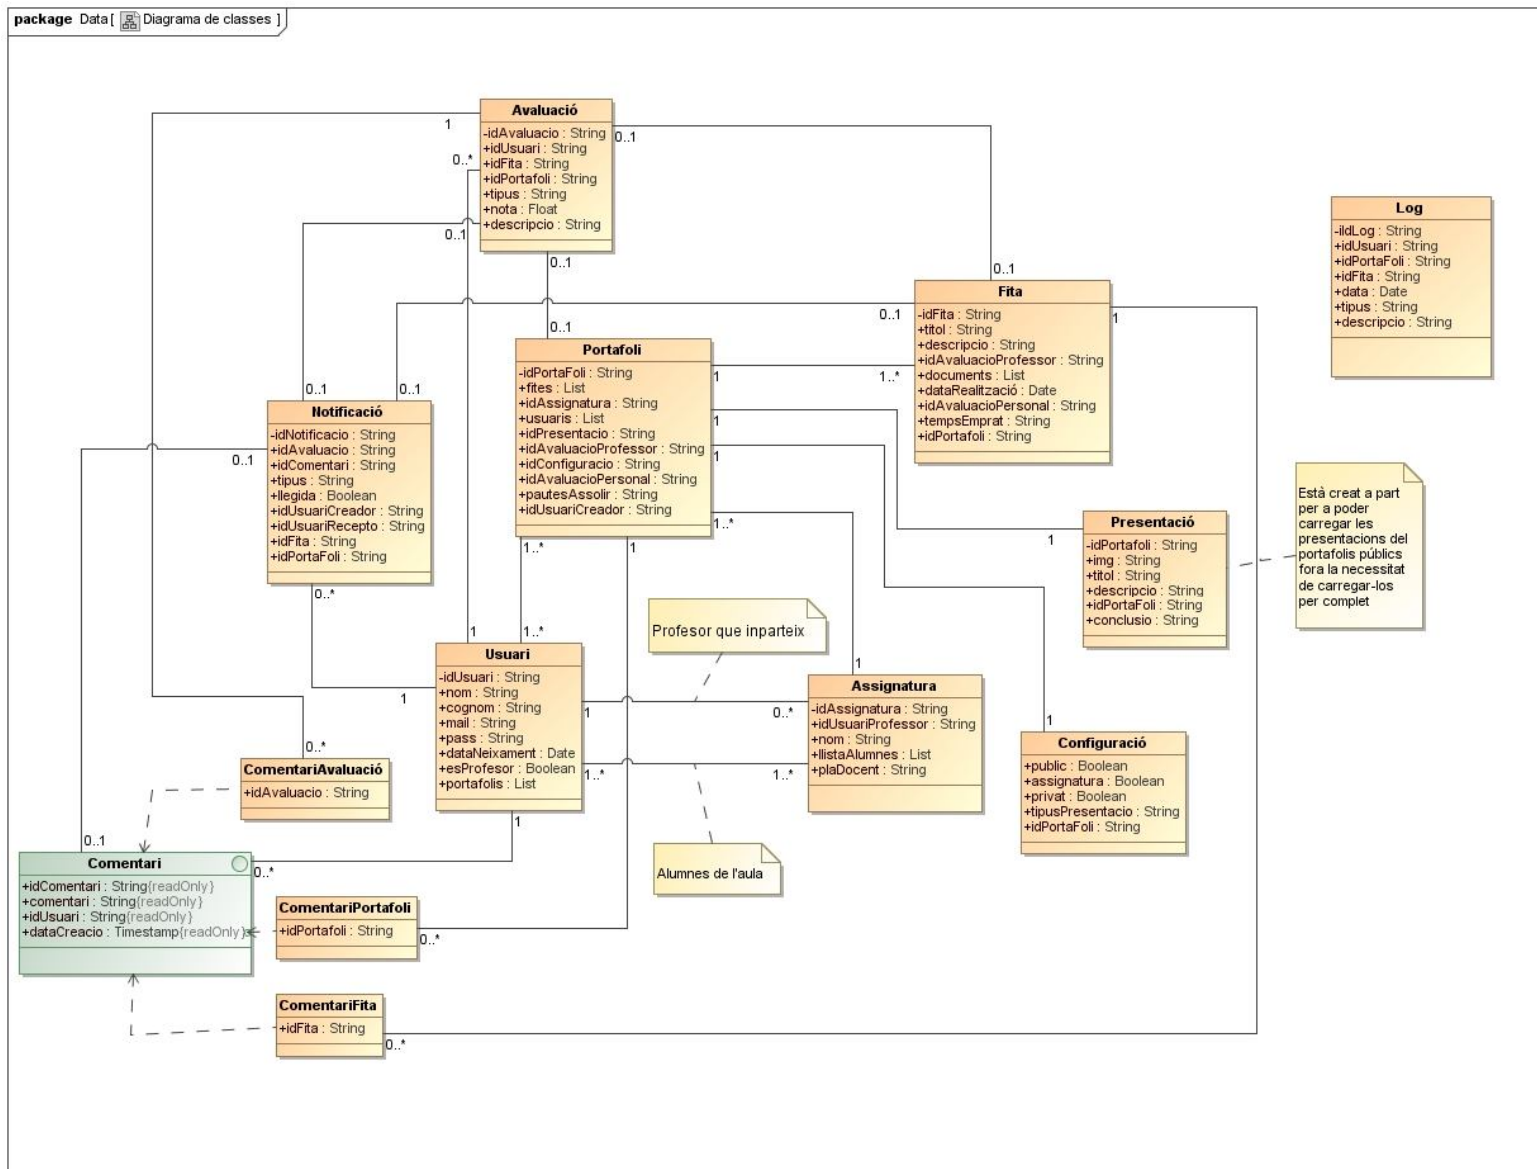 package Data [ Diagrama de classes ]
Avaluació
-idAvaluacio : String
+idUsuari : String
+idFita : String
+idPortafoli : String
+tipus : String
+nota : Float
+descripcio : String
1
0..*
0..1
0..1
0..1
Log
-ildLog : String
+idUsuari : String
+idPortaFoli : String
+idFita : String
+data : Date
+tipus : String
+descripcio : String
0..1
Fita
-idFita : String
+titol : String
+descripcio : String
+idAvaluacioProfessor : String
+documents : List
+dataRealització : Date
+idAvaluacioPersonal : String
+tempsEmprat : String
+idPortafoli : String
0..1
1
1..*
0..1
Portafoli
-idPortaFoli : String
+fites : List
+idAssignatura : String
+usuaris : List
+idPresentacio : String
+idAvaluacioProfessor : String
+idConfiguracio : String
+idAvaluacioPersonal : String
+pautesAssolir : String
+idUsuariCreador : String
1
1
1
1..*
1..*
1
0..1
0..1
Notificació
-idNotificacio : String
+idAvaluacio : String
+idComentari : String
+tipus : String
+llegida : Boolean
+idUsuariCreador : String
+idUsuariRecepto : String
+idFita : String
+idPortaFoli : String
0..1
0..*
Presentació
-idPortafoli : String
+img : String
+titol : String
+descripcio : String
+idPortaFoli : String
+conclusio : String
1
Està creat a part
per a poder
carregar les
presentacions del
portafolis públics
fora la necessitat
de carregar-los
per complet
Profesor que inparteix
1
1..*
Usuari
-idUsuari : String
+nom : String
+cognom : String
+mail : String
+pass : String
+dataNeixament : Date
+esProfesor : Boolean
+portafolis : List
1
1
0..*
1..*
1..*
1
1
Assignatura
-idAssignatura : String
+idUsuariProfessor : String
+nom : String
+llistaAlumnes : List
+plaDocent : String
1
Configuració
+public : Boolean
+assignatura : Boolean
+privat : Boolean
+tipusPresentacio : String
+idPortaFoli : String
Alumnes de l'aula
0..*
ComentariAvaluació
+idAvaluacio : String
0..1
Comentari
+idComentari : String{readOnly}
+comentari : String{readOnly}
+idUsuari : String{readOnly}
+dataCreacio : Timestamp{readOnly}
0..*
ComentariPortafoli
+idPortafoli : String
0..*
ComentariFita
+idFita : String
0..*